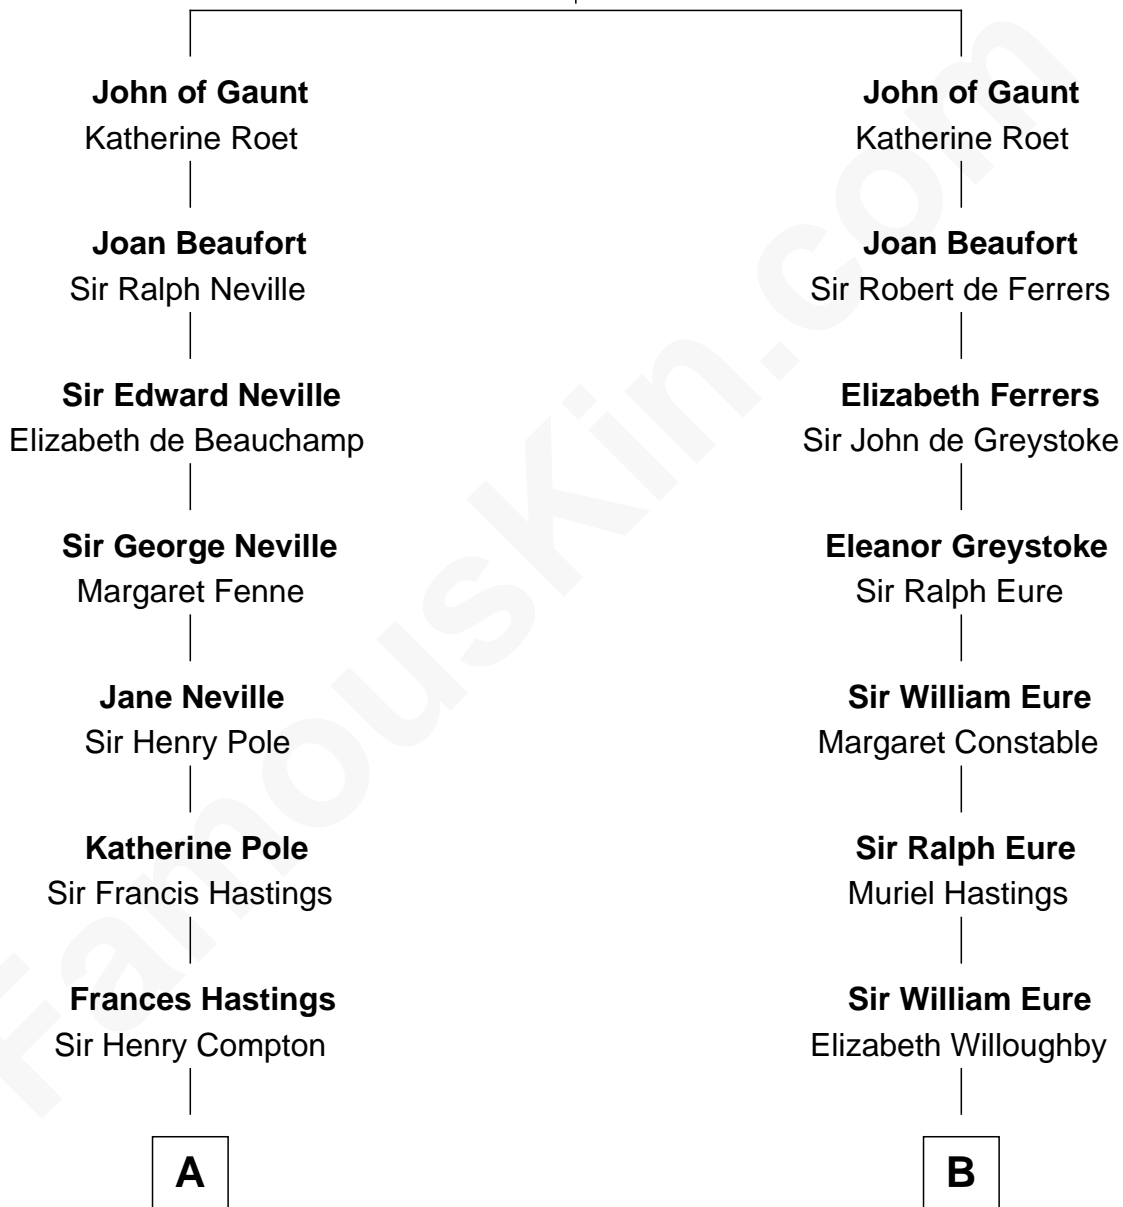 John of Gaunt
Katherine Roet
Joan Beaufort
Sir Ralph Neville
Sir Edward Neville
Elizabeth de Beauchamp
Sir George Neville
Margaret Fenne
Jane Neville
Sir Henry Pole
Katherine Pole
Sir Francis Hastings
Frances Hastings
Sir Henry Compton
A
John of Gaunt
Katherine Roet
Joan Beaufort
Sir Robert de Ferrers
Elizabeth Ferrers
Sir John de Greystoke
Eleanor Greystoke
Sir Ralph Eure
Sir William Eure
Margaret Constable
Sir Ralph Eure
Muriel Hastings
Sir William Eure
Elizabeth Willoughby
B
FamousKin.com